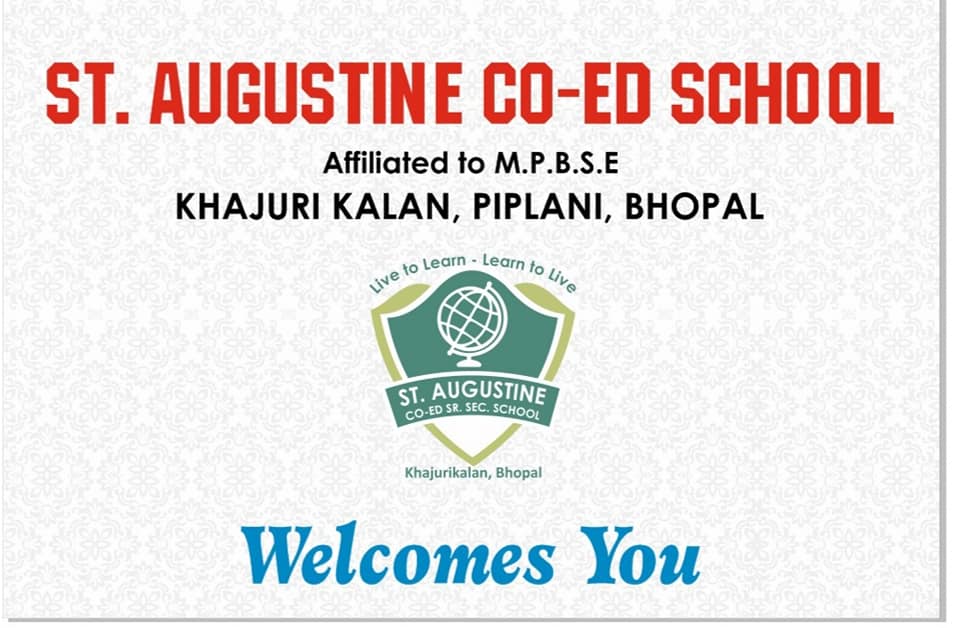 ST. AUGUSTINE CO-ED SCHOOL
Affiliated to M.P.B.S.E
KHAJURI KALAN, PIPLANI, BHOPAL
Live to Learn - Learn to Live
ST. AUGUSTINE
CO-ED SR. SEC. SCHOOL
Khajurikalan, Bhopal
Welcomes You